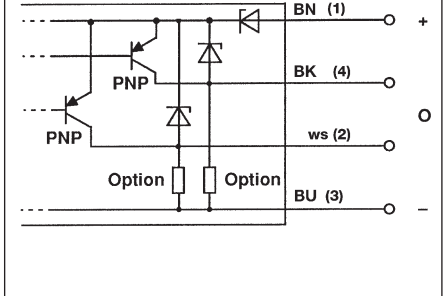 BN (1)
+
BK (4)
PNP
O
ws (2)
PNP
Option
Option
BU (3)
–